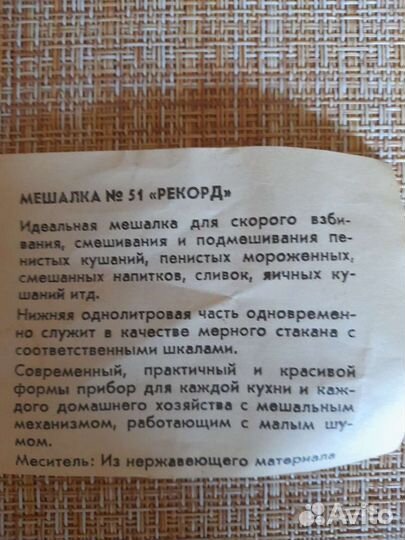 МЕШАЛКА № 51 «РЕКОРД»
Идеальная мешалка для скорого взби-
вания, смешивания и подмешивания пе-
нистых кушаний, пенистых мороженных,
смешанных напитков, сливок, яичных ку-
шаний итд.
Нижняя однолитровая часть одновремен-
но служит в качестве мерного стакана с
соответственными шкалами.
Современный, практичный и красивой
формы прибор для каждой кухни и каж-
дого домашнего хозяйства с мешальным
механизмом, работающим с малым шу-
мом.
Меситель: Из нержавеющего материала
Avito